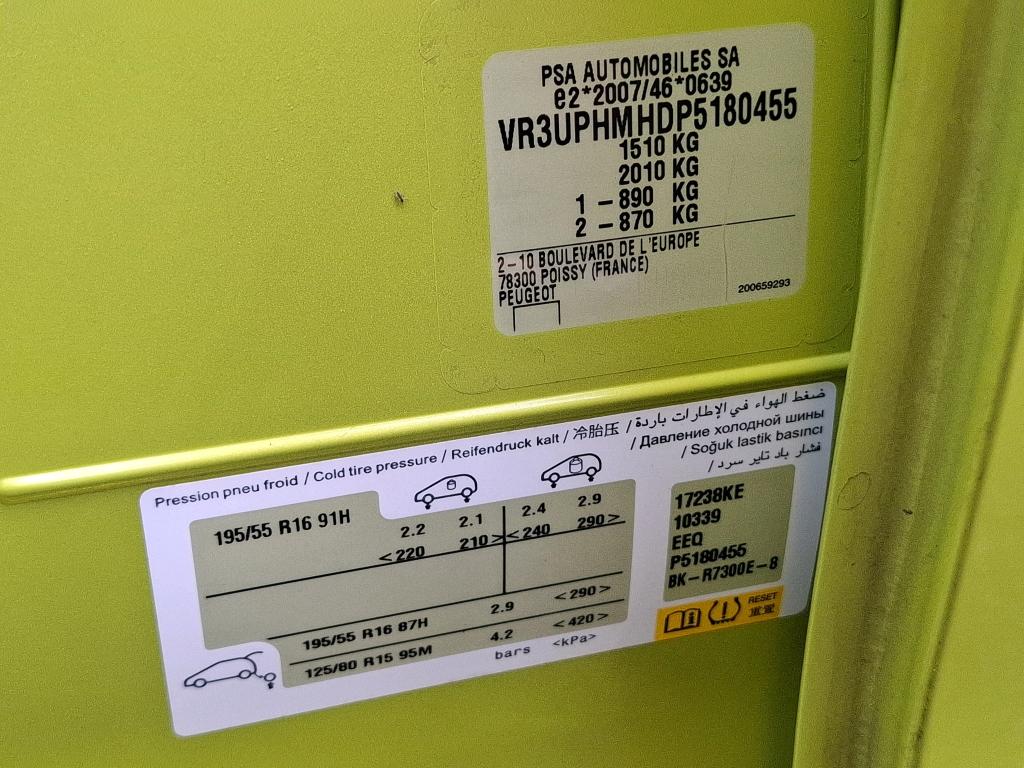 PSA AUTOMOBILES SA
e2*2007/46*0639
VR3UPHMHDP5180455
1510 KG
2010 KG
1 – 890 KG
2 – 870 KG
2–10 BOULEVARD DE L'EUROPE
78300 POISSY (FRANCE)
PEUGEOT
200659293
Pression pneu froid / Cold tire pressure / Reifendruck kalt / 冷胎压 / ضغط الهواء في الإطارات باردة /
/ Давление холодной шины
/ Soğuk lastik basıncı
فشار باد تایر سرد /
195/55 R16 91H
2.2 2.1 2.4 2.9
<220 210> <240 290>
195/55 R16 87H 2.9 <290>
125/80 R15 95M 4.2 <420>
bars <kPa>
17238KE
10339
EEQ
P5180455
BK–R7300E–8
RESET